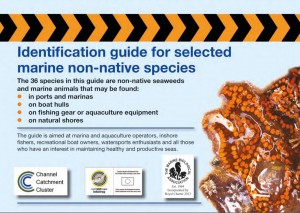 Identification guide for selected
marine non-native species
The 36 species in this guide are non-native seaweeds
and marine animals that may be found:
in ports and marinas
on boat hulls
on fishing gear or aquaculture equipment
on natural shores
The guide is aimed at marina and aquaculture operators, inshore
fishers, recreational boat owners, watersports enthusiasts and all those
who have an interest in maintaining healthy and productive seas.
Channel
Catchment
Cluster